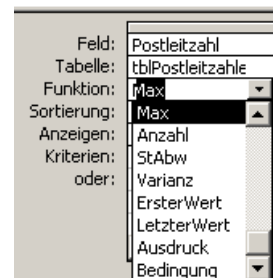 Feld: Postleitzahl
Tabelle: tblPostleitzahle
Funktion: Max
Sortierung: Max
Anzeigen: Anzahl
Kriterien: StAbw
oder: Varianz
ErsterWert
LetzterWert
Ausdruck
Bedingung